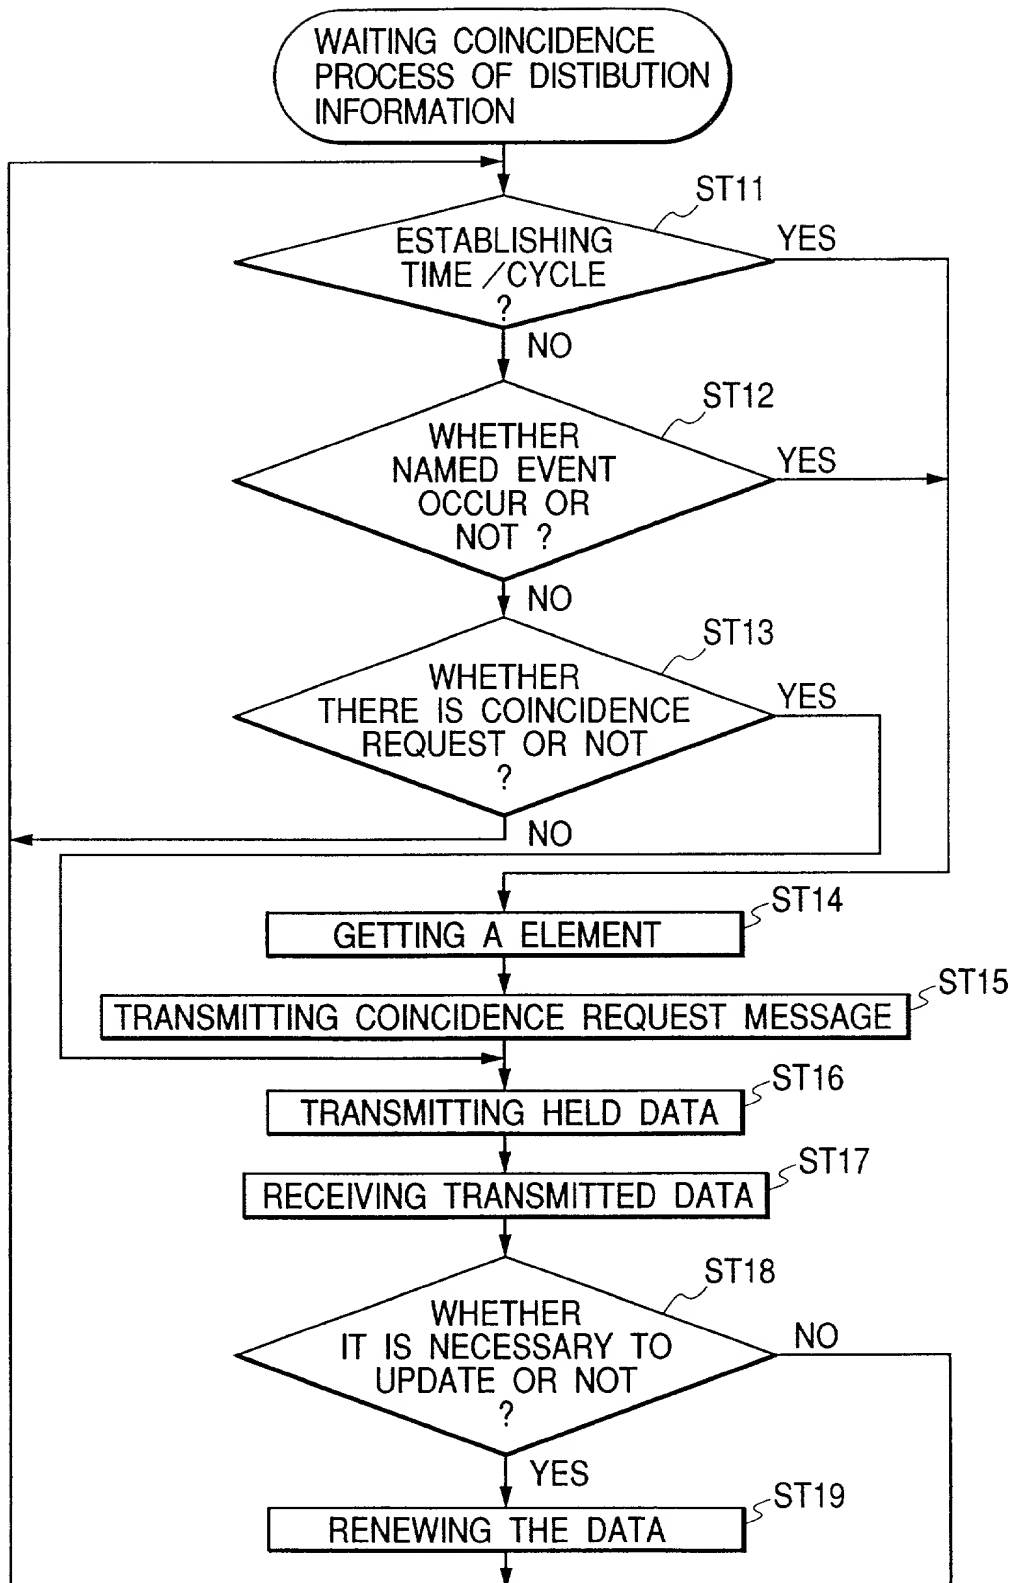 WAITING COINCIDENCE
PROCESS OF DISTIBUTION
INFORMATION
ST11
ESTABLISHING
TIME /CYCLE
?
YES
NO
ST12
WHETHER
NAMED EVENT
OCCUR OR
NOT ?
YES
NO
ST13
WHETHER
THERE IS COINCIDENCE
REQUEST OR NOT
?
YES
NO
ST14
GETTING A ELEMENT
ST15
TRANSMITTING COINCIDENCE REQUEST MESSAGE
ST16
TRANSMITTING HELD DATA
ST17
RECEIVING TRANSMITTED DATA
ST18
WHETHER
IT IS NECESSARY TO
UPDATE OR NOT
?
NO
YES
ST19
RENEWING THE DATA